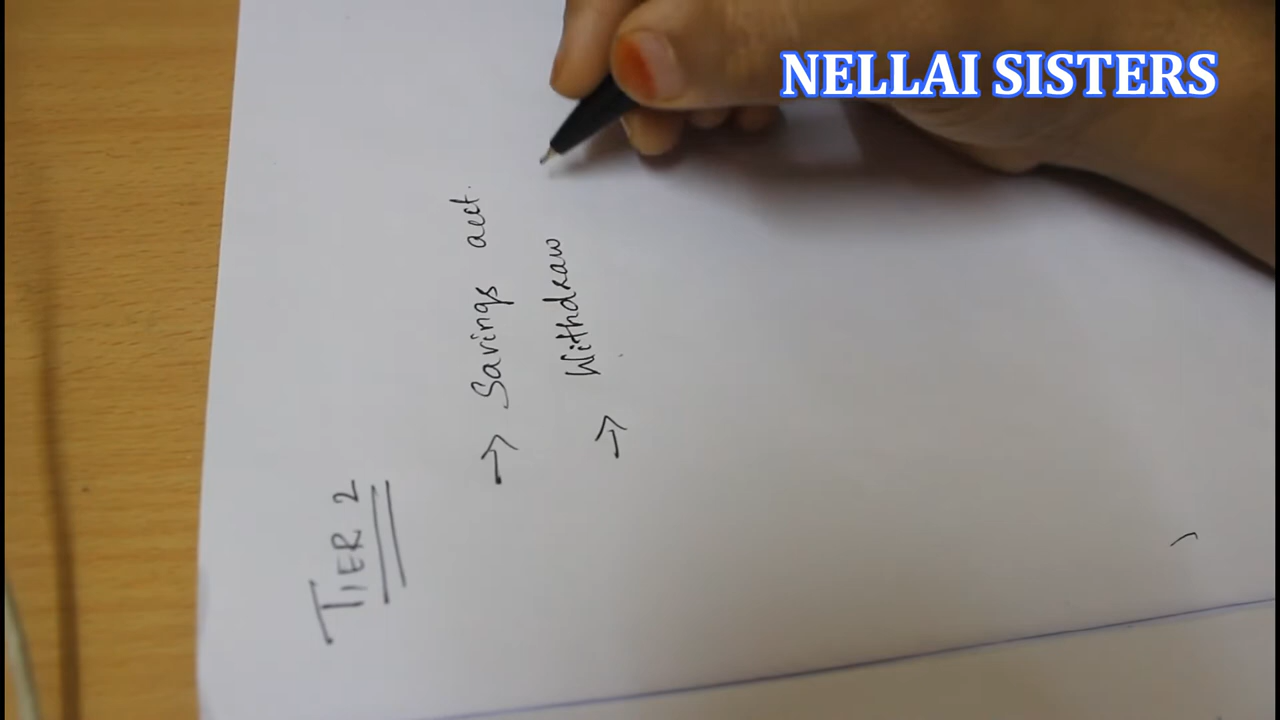 NELLAI SISTERS
TIER 2
→ Savings acct.
→ Withdraw